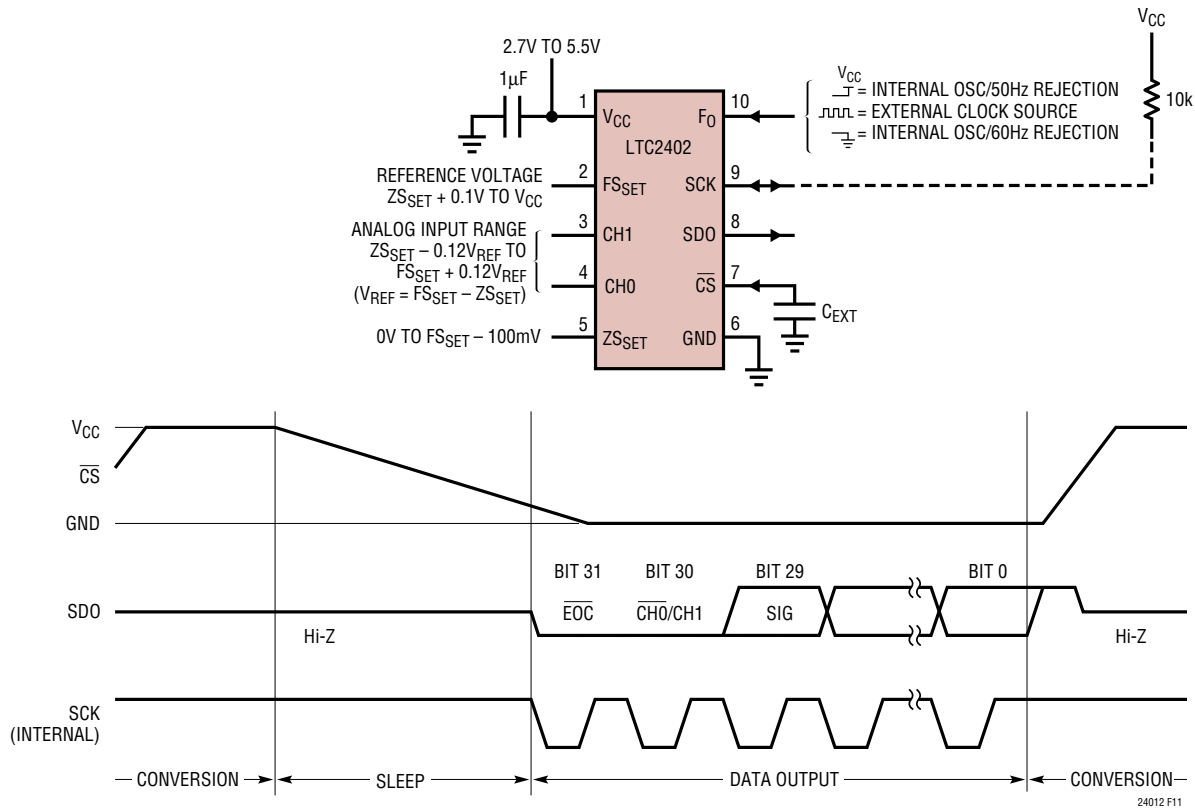 2.7V TO 5.5V
1µF
VCC
10k
VCC
= INTERNAL OSC/50Hz REJECTION
= EXTERNAL CLOCK SOURCE
= INTERNAL OSC/60Hz REJECTION
LTC2402
1 VCC
FO 10
REFERENCE VOLTAGE
ZSSET + 0.1V TO VCC
2 FSSET
SCK 9
ANALOG INPUT RANGE
ZSSET – 0.12VREF TO
FSSET + 0.12VREF
(VREF = FSSET – ZSSET)
3 CH1
SDO 8
4 CH0
CS 7
CEXT
0V TO FSSET – 100mV
5 ZSSET
GND 6
VCC
CS
GND
BIT 31 BIT 30 BIT 29 BIT 0
SDO
EOC CH0/CH1 SIG
Hi-Z Hi-Z
SCK
(INTERNAL)
CONVERSION SLEEP DATA OUTPUT CONVERSION
24012 F11